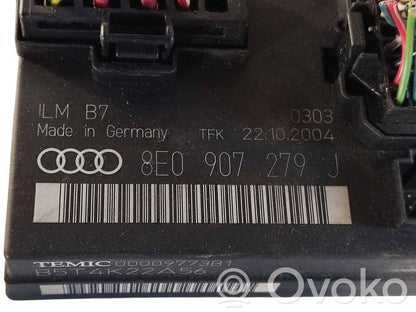 ILM B7 0303
Made in Germany TFK 22.10.2004
8E0 907 279 J
TEMIC 00009773B1
B5T4K22A56
Ovoko